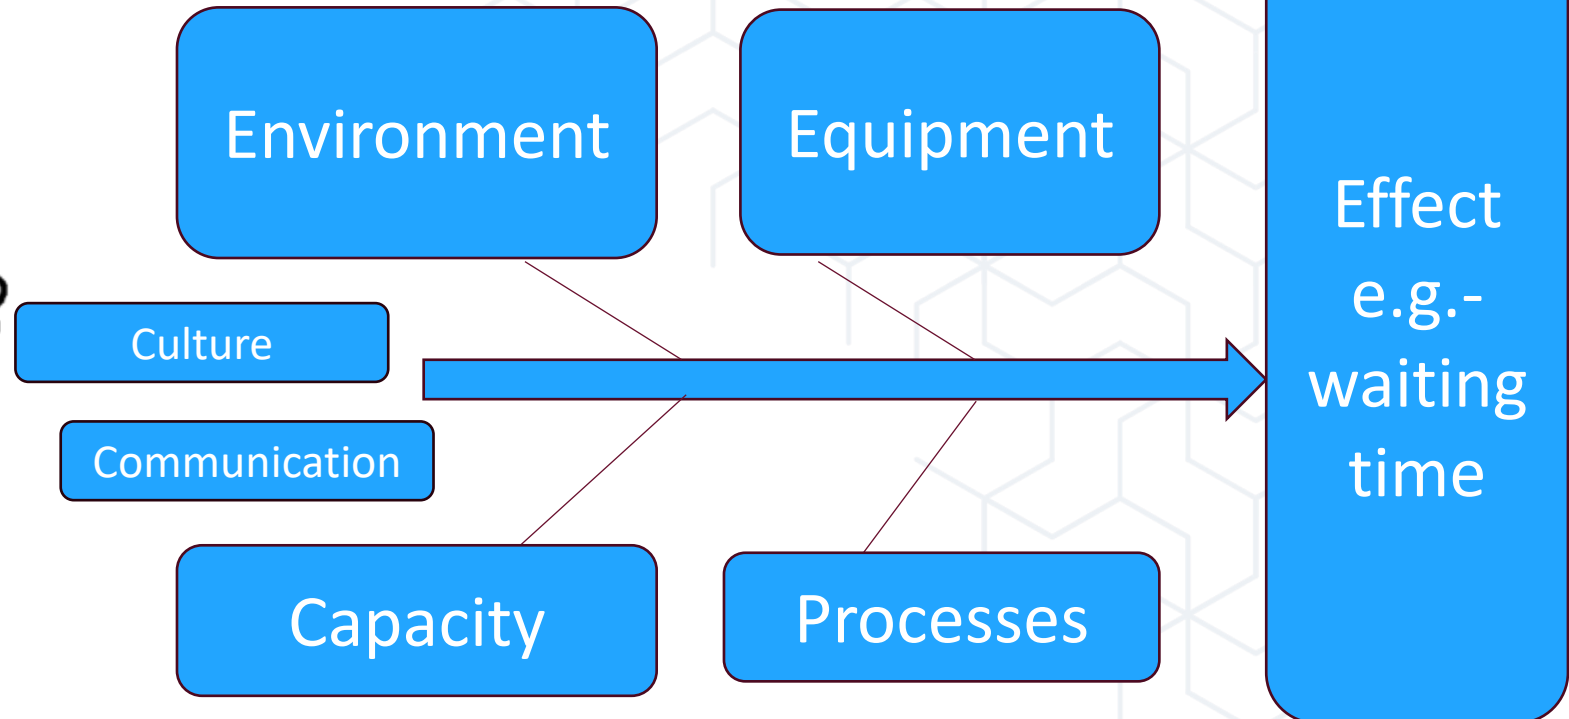 Environment
Equipment
Effect
e.g.-
waiting
time
Culture
Communication
Capacity
Processes